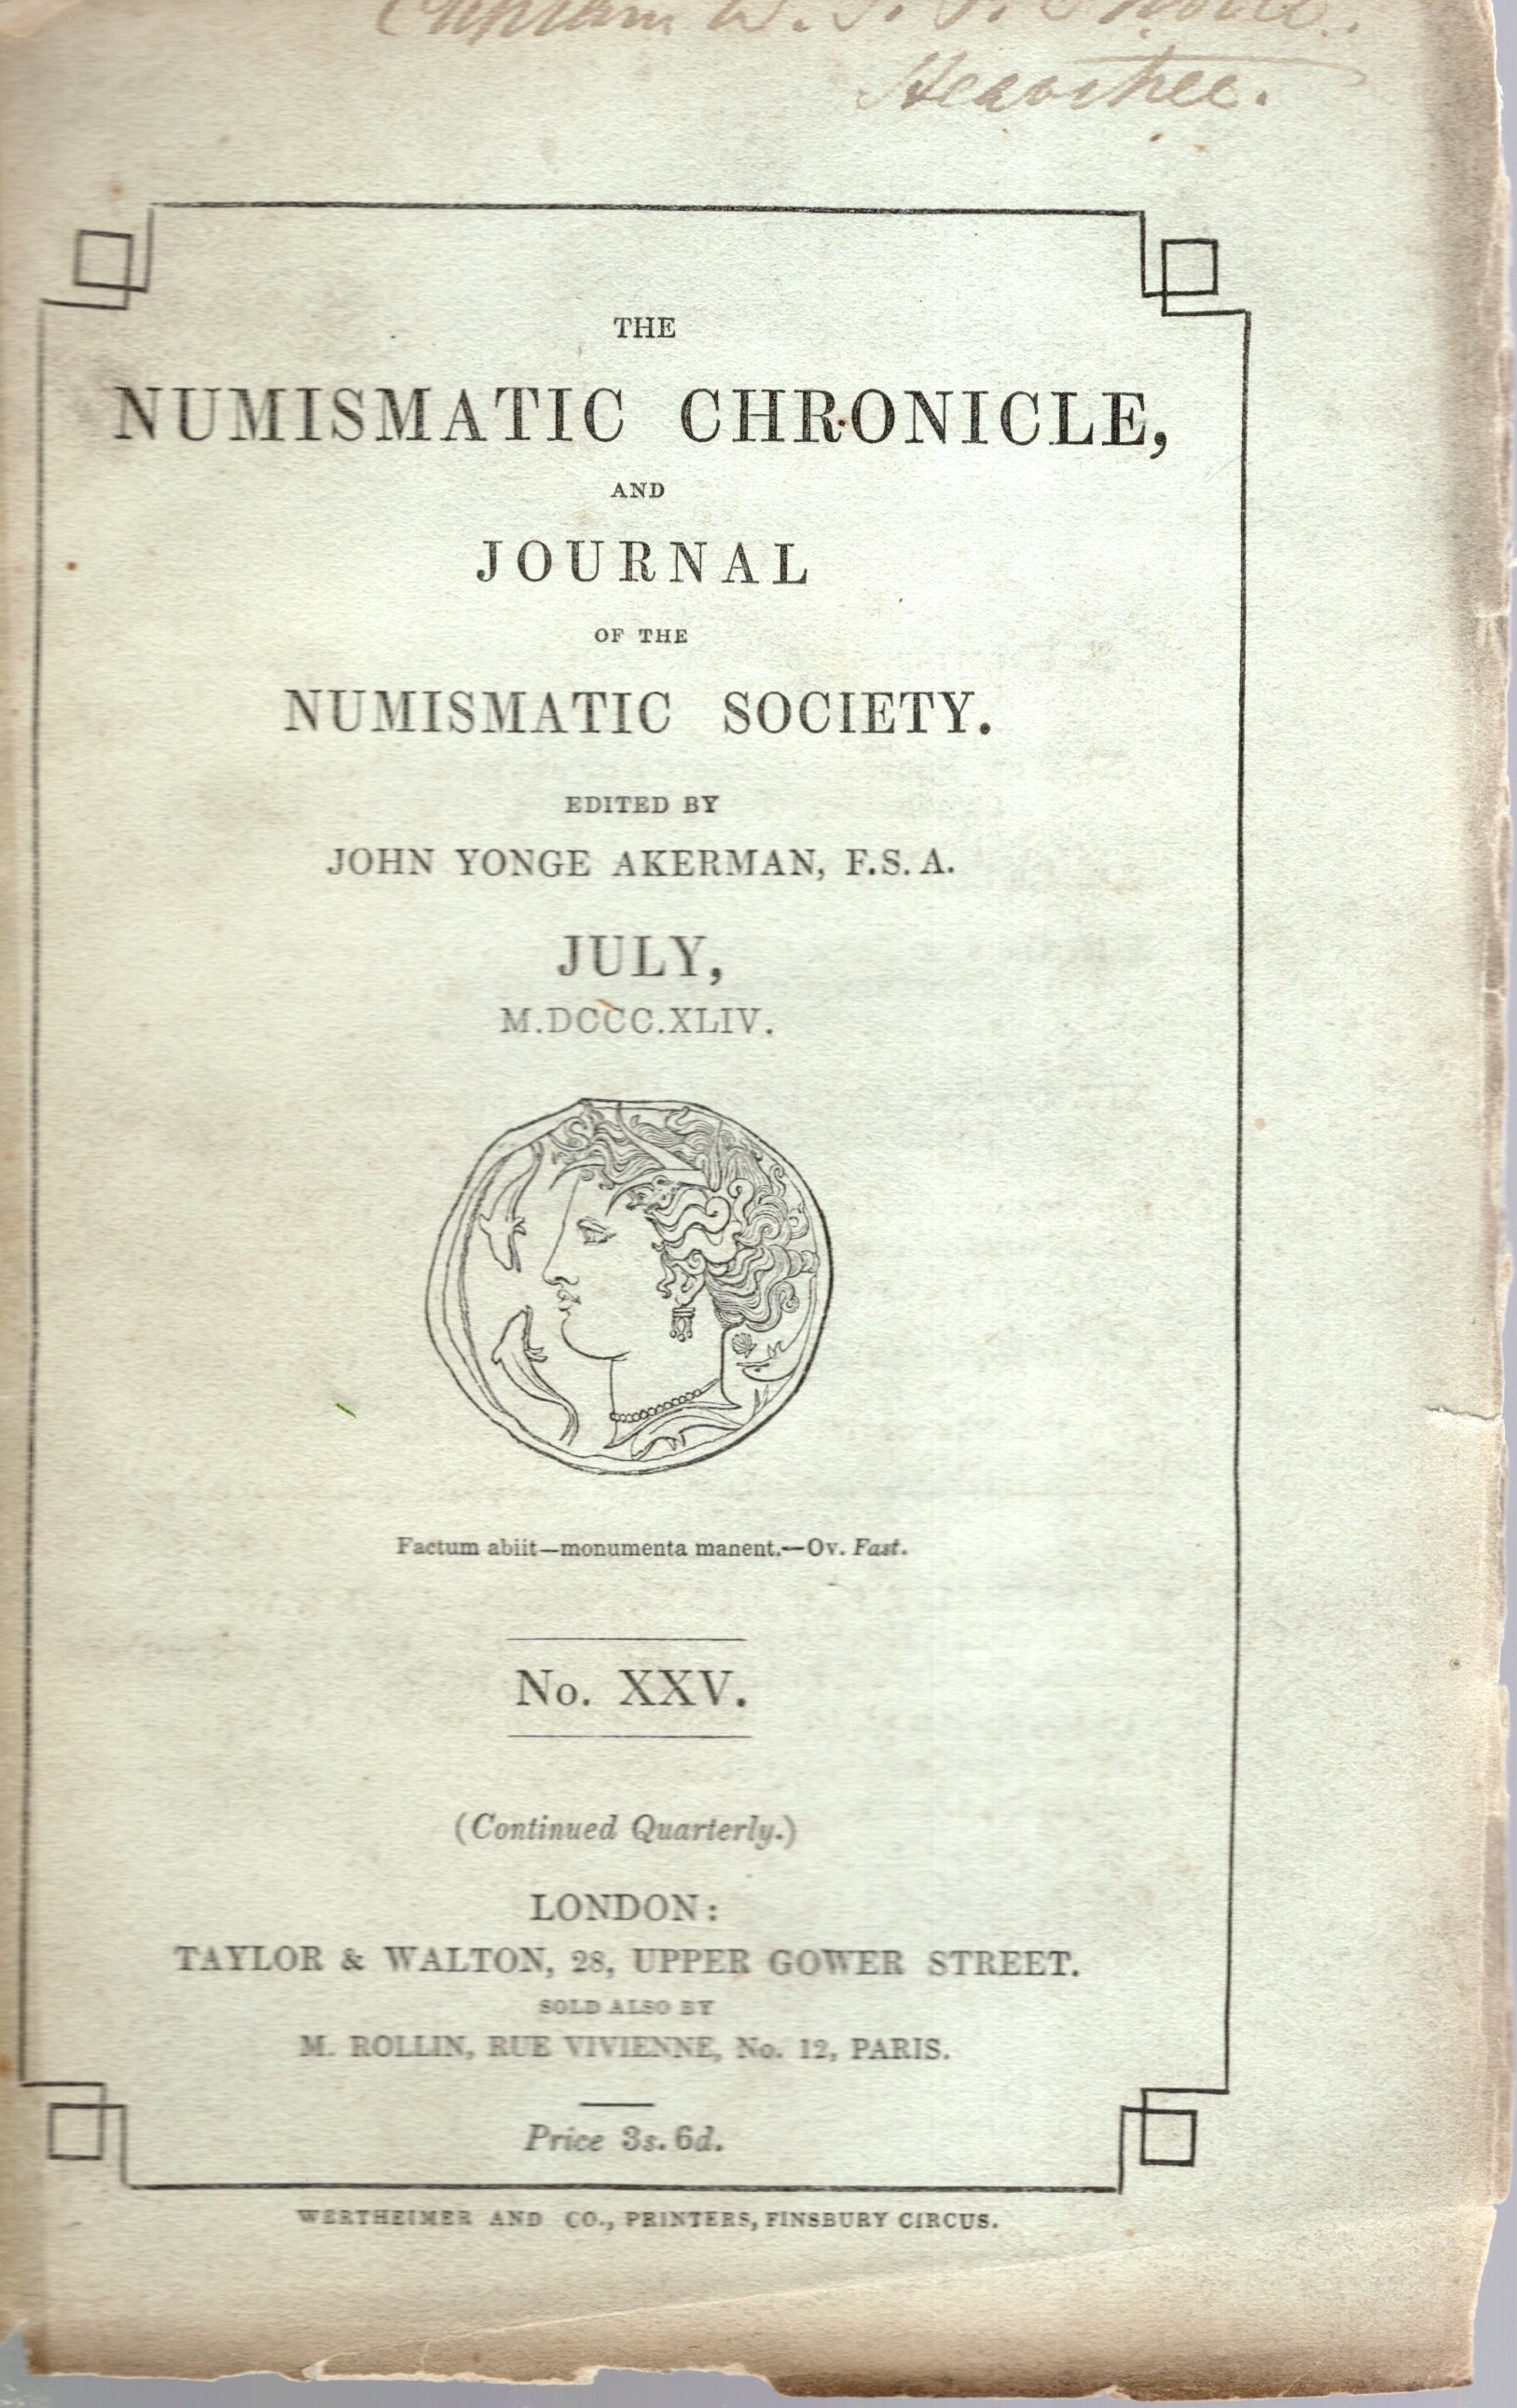 THE
NUMISMATIC CHRONICLE,
AND
JOURNAL
OF THE
NUMISMATIC SOCIETY.
EDITED BY
JOHN YONGE AKERMAN, F.S.A.
JULY,
M.DCCC.XLIV.
Factum abiit—monumenta manent.—Ov. Fast.
No. XXV.
(Continued Quarterly.)
LONDON:
TAYLOR & WALTON, 28, UPPER GOWER STREET.
SOLD ALSO BY
M. ROLLIN, RUE VIVIENNE, No. 12, PARIS.
Price 3s. 6d.
WERTHEIMER AND CO., PRINTERS, FINSBURY CIRCUS.